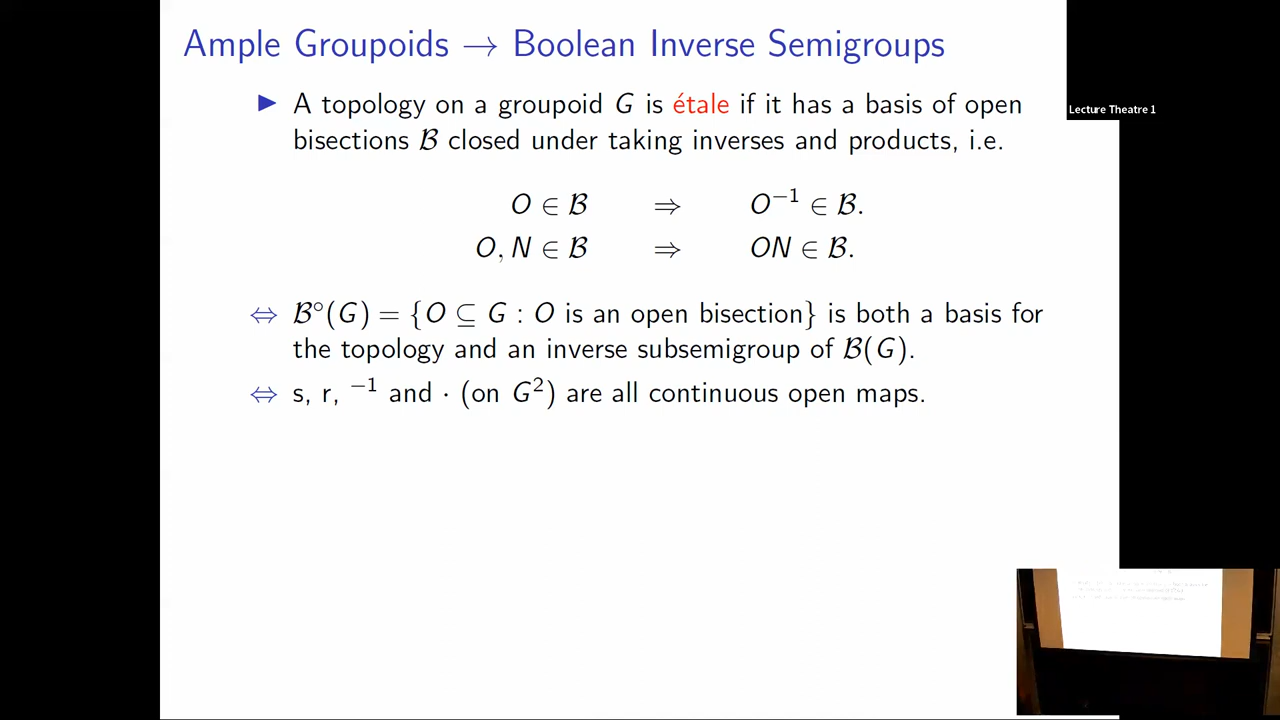 Ample Groupoids → Boolean Inverse Semigroups
▶ A topology on a groupoid G is étale if it has a basis of open
bisections ℬ closed under taking inverses and products, i.e.
O ∈ ℬ ⇒ O⁻¹ ∈ ℬ.
O, N ∈ ℬ ⇒ ON ∈ ℬ.
⇔ ℬ°(G) = {O ⊆ G : O is an open bisection} is both a basis for
the topology and an inverse subsemigroup of ℬ(G).
⇔ s, r, ⁻¹ and · (on G²) are all continuous open maps.
Lecture Theatre 1